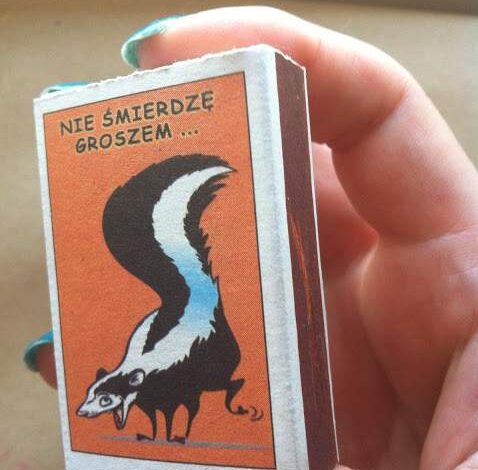 NIE ŚMIERDZĘ
GROSZEM ...